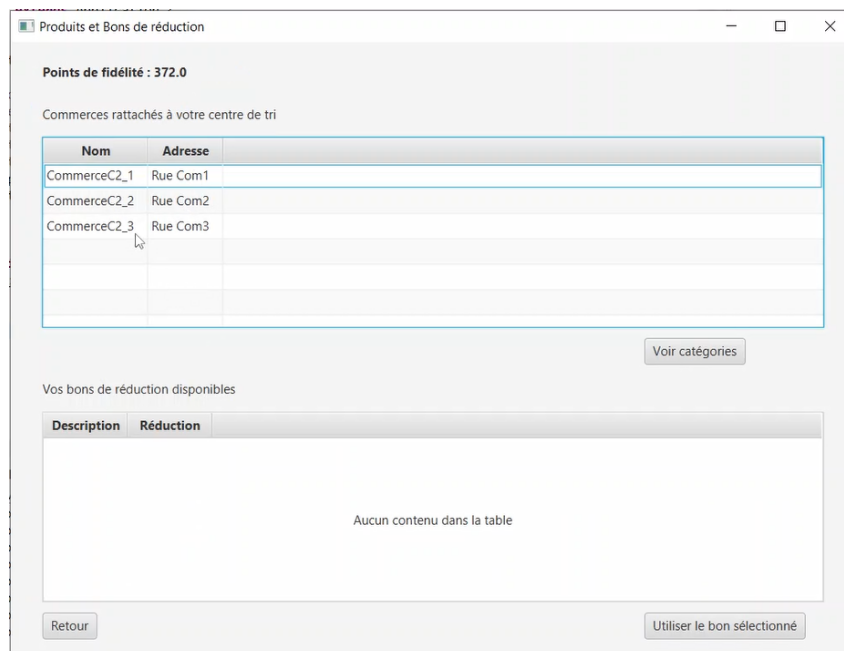 Produits et Bons de réduction
Points de fidélité : 372.0
Commerces rattachés à votre centre de tri
Nom Adresse
CommerceC2_1 Rue Com1
CommerceC2_2 Rue Com2
CommerceC2_3 Rue Com3
Voir catégories
Vos bons de réduction disponibles
Description Réduction
Aucun contenu dans la table
Retour Utiliser le bon sélectionné